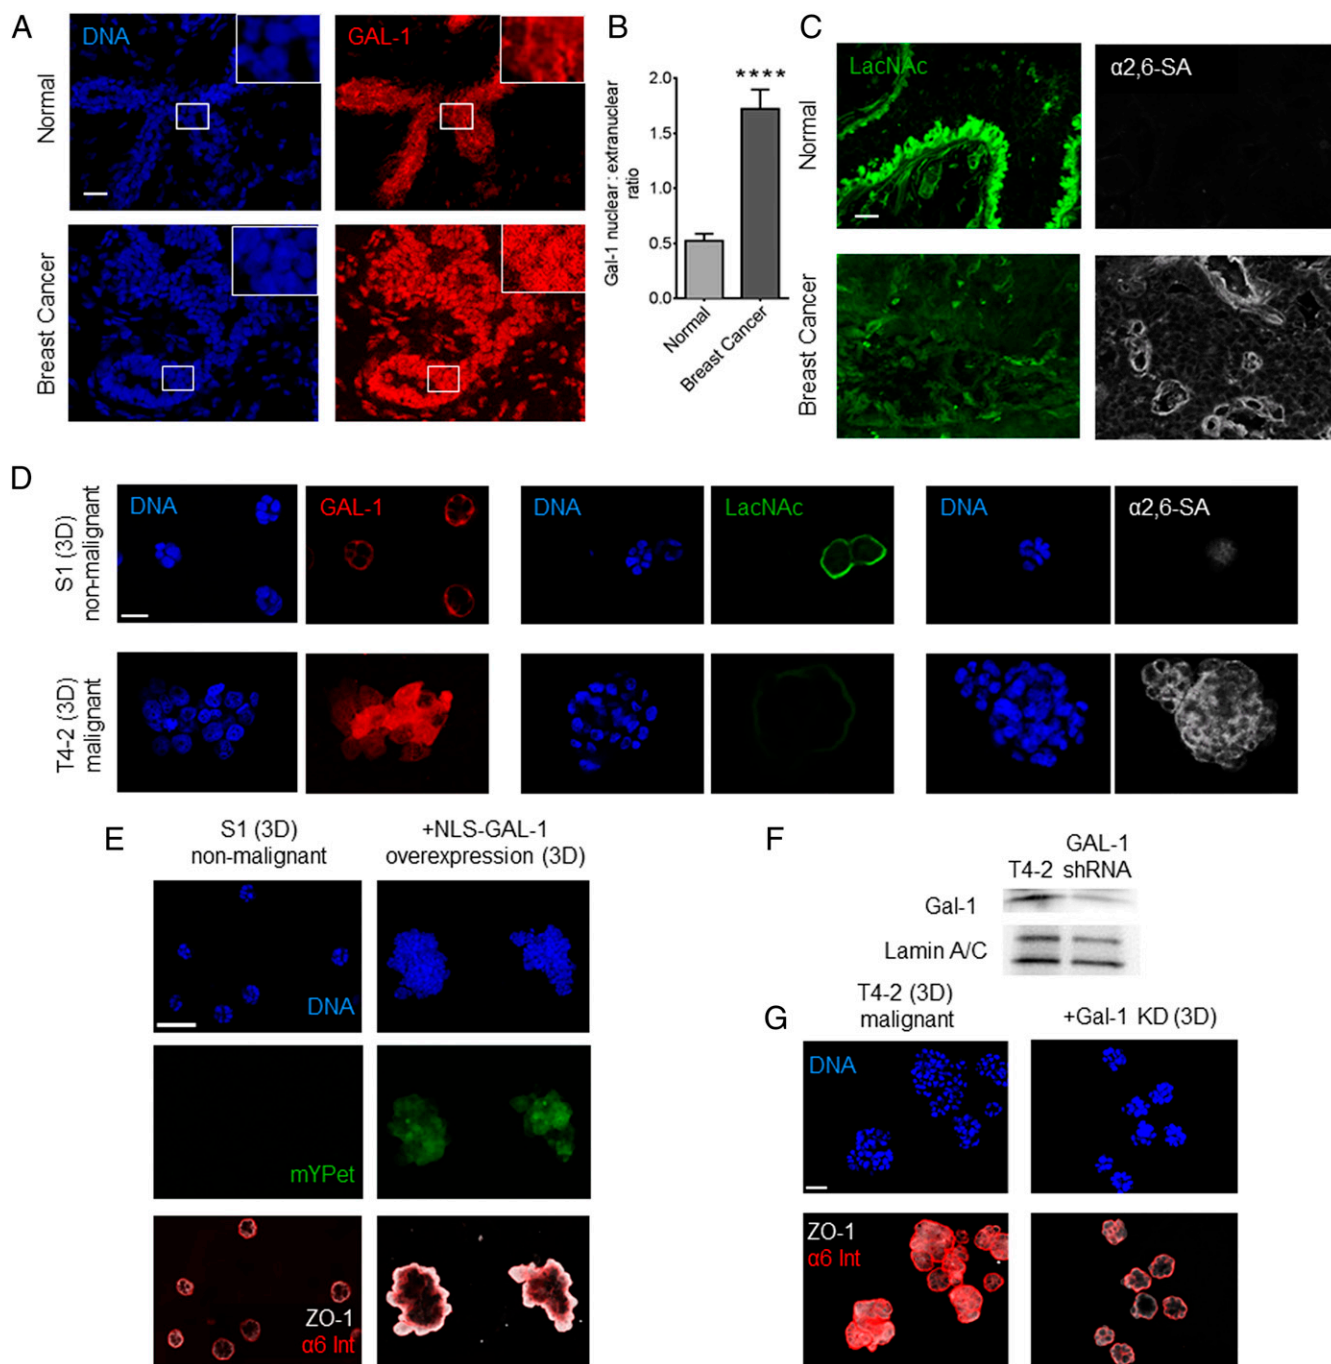 A
DNA
GAL-1
Normal
Breast Cancer
B
Gal-1 nuclear : extranuclear
ratio
2.0
1.5
1.0
0.5
0.0
****
Normal
Breast Cancer
C
LacNAc
α2,6-SA
Normal
Breast Cancer
D
S1 (3D)
non-malignant
DNA
GAL-1
DNA
LacNAc
DNA
α2,6-SA
T4-2 (3D)
malignant
E
S1 (3D)
non-malignant
+NLS-GAL-1
overexpression (3D)
DNA
mYPet
ZO-1
α6 Int
F
T4-2
GAL-1
shRNA
Gal-1
Lamin A/C
G
T4-2 (3D)
malignant
+Gal-1 KD (3D)
DNA
ZO-1
α6 Int